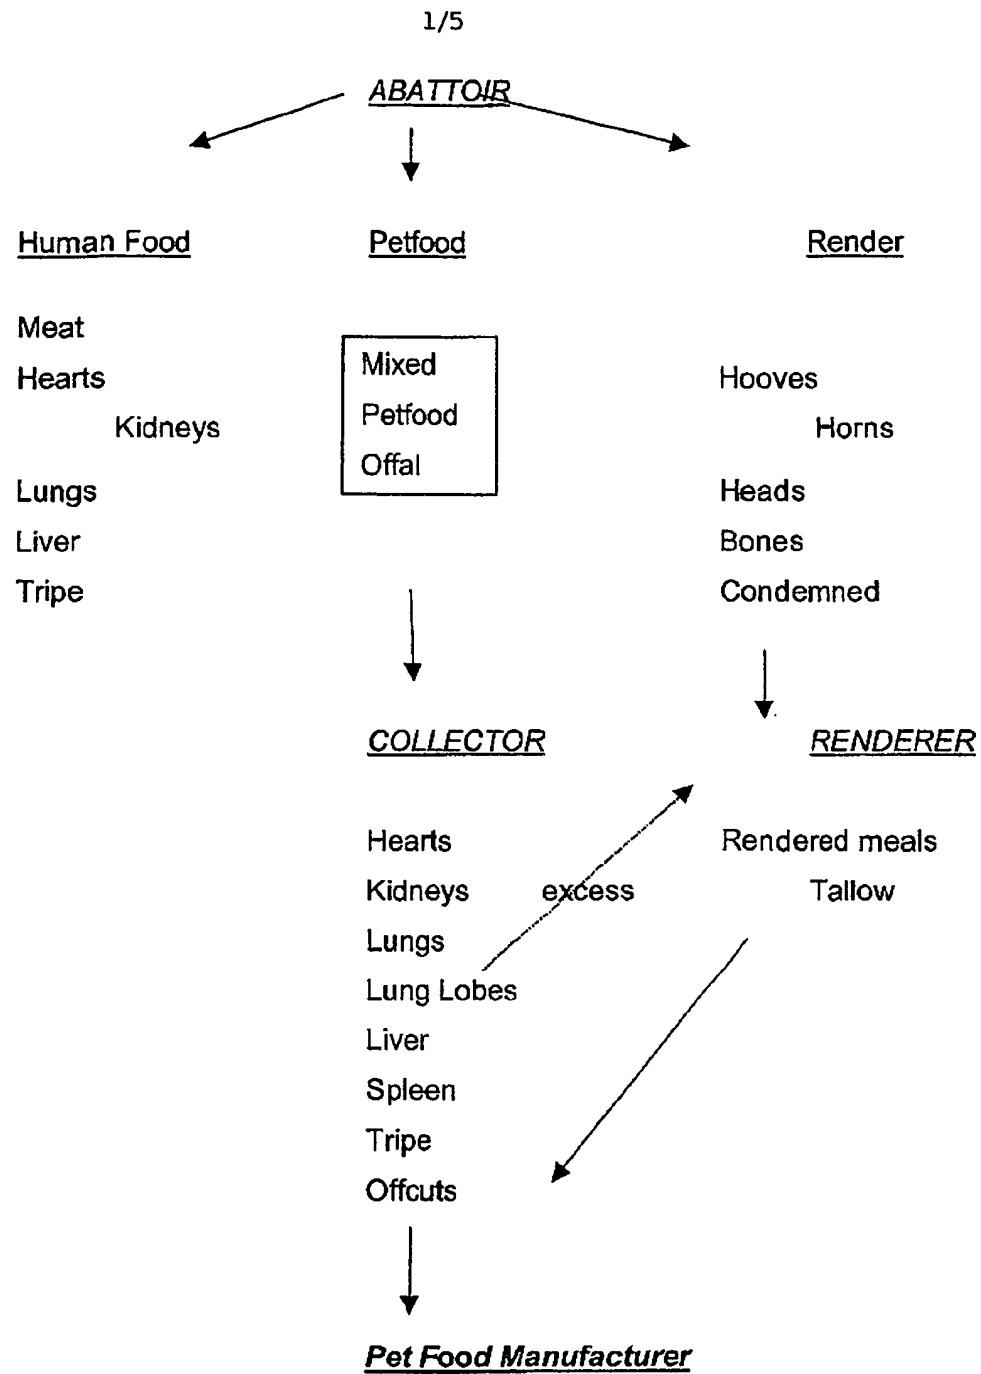 1/5
ABATTOIR
Human Food Petfood Render
Meat
Hearts
Kidneys
Lungs
Liver
Tripe
Mixed
Petfood
Offal
Hooves
Horns
Heads
Bones
Condemned
COLLECTOR RENDERER
Hearts
Kidneys
Lungs
Lung Lobes
Liver
Spleen
Tripe
Offcuts
excess
Rendered meals
Tallow
Pet Food Manufacturer